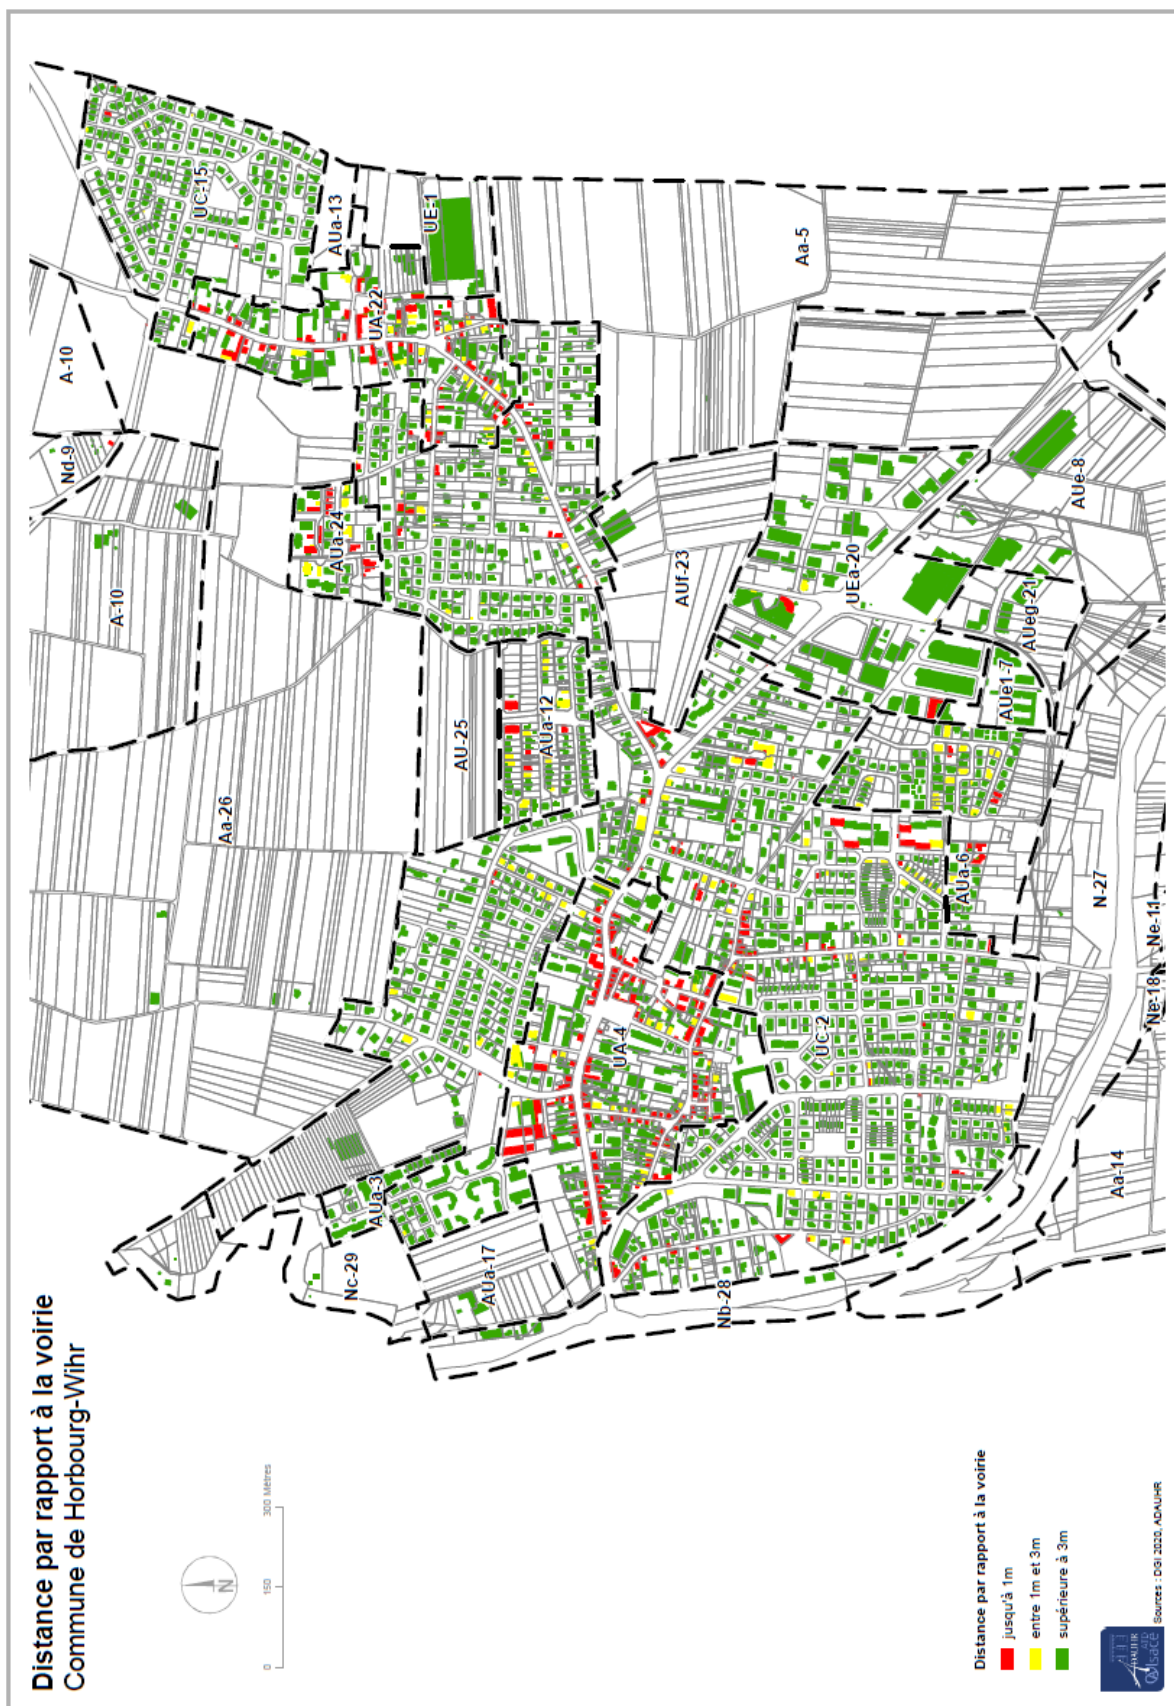 Distance par rapport à la voirie
Commune de Horbourg-Wihr
N
0 150 300 Mètres
Nc-29
AUa-3
AUa-17
Nb-28
Aa-26
A-10
Nd-9
A-10
AU-25
AUa-24
AUa-12
UC-15
AUa-13
UA-22
UE-1
UA-4
UC-2
AUf-23
Aa-5
UEa-20
AUe-8
AUeg-21
AUe1-7
AUa-6
N-27
Ne-11
Ne-18
Aa-14
Distance par rapport à la voirie
jusqu'à 1m
entre 1m et 3m
supérieure à 3m
ADAUHR
ATD
Alsace
Sources : DGI 2020, ADAUHR